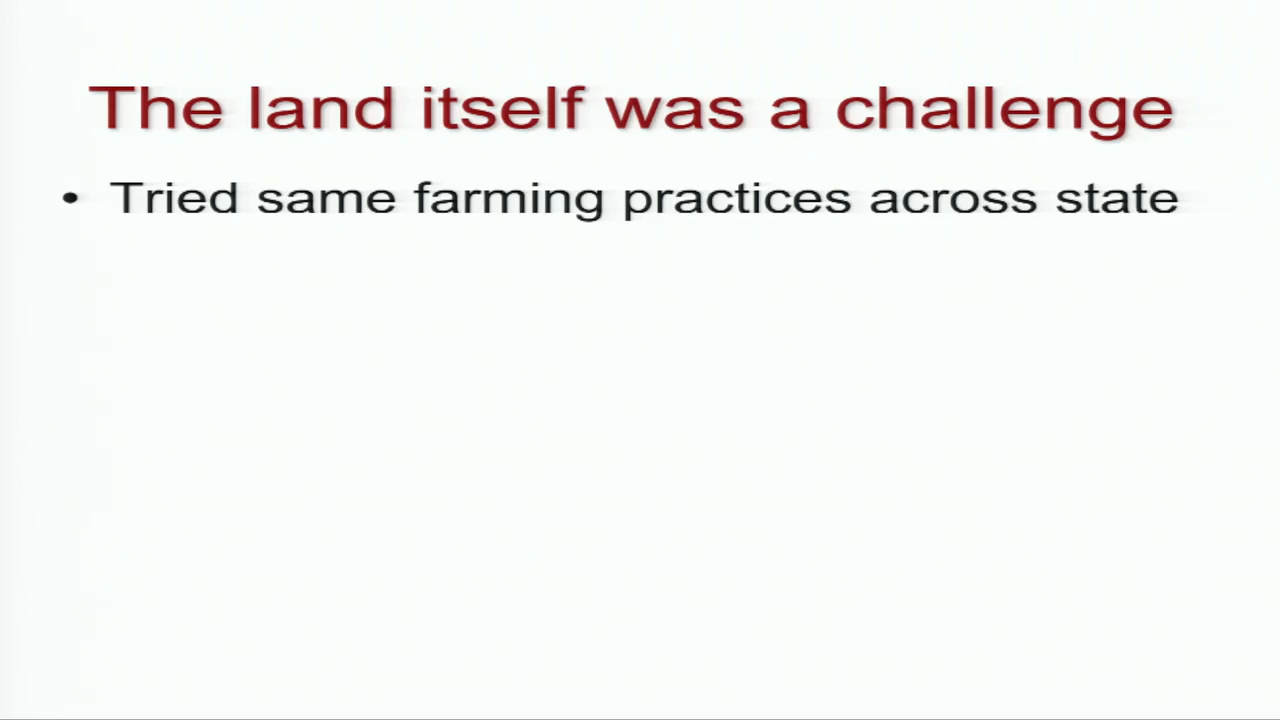 The land itself was a challenge
• Tried same farming practices across state